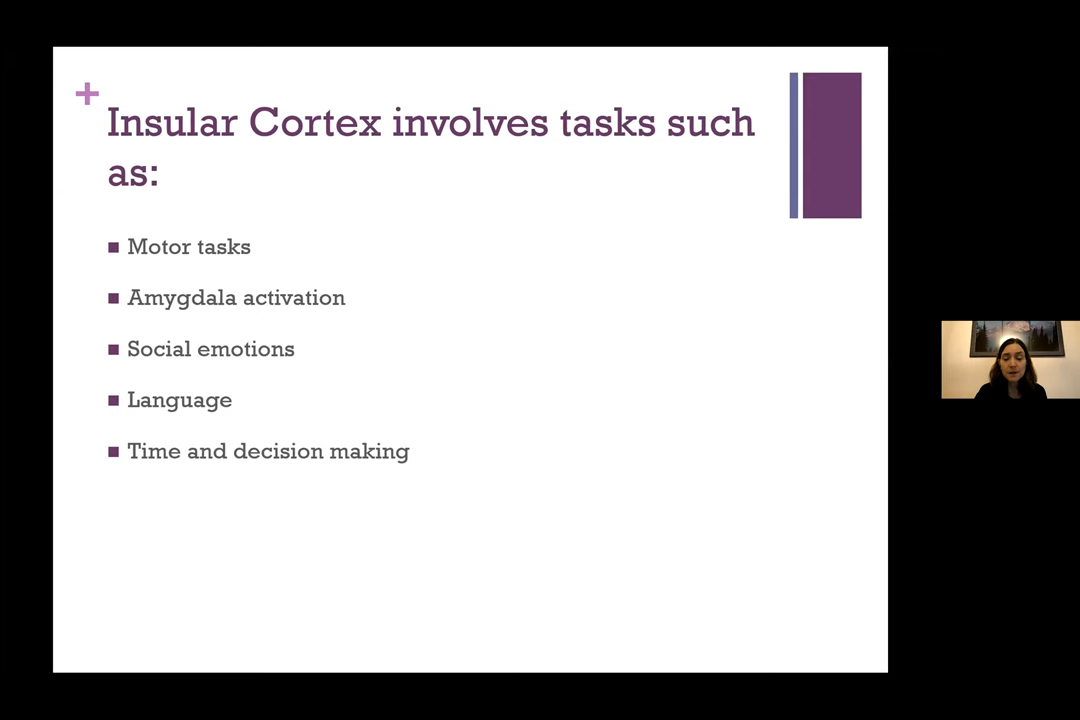 +
Insular Cortex involves tasks such
as:
Motor tasks
Amygdala activation
Social emotions
Language
Time and decision making